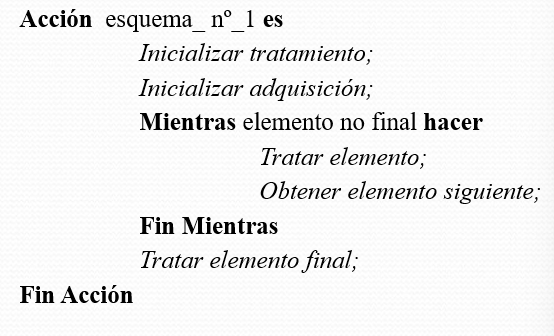 Acción esquema_ nº_1 es
Inicializar tratamiento;
Inicializar adquisición;
Mientras elemento no final hacer
Tratar elemento;
Obtener elemento siguiente;
Fin Mientras
Tratar elemento final;
Fin Acción